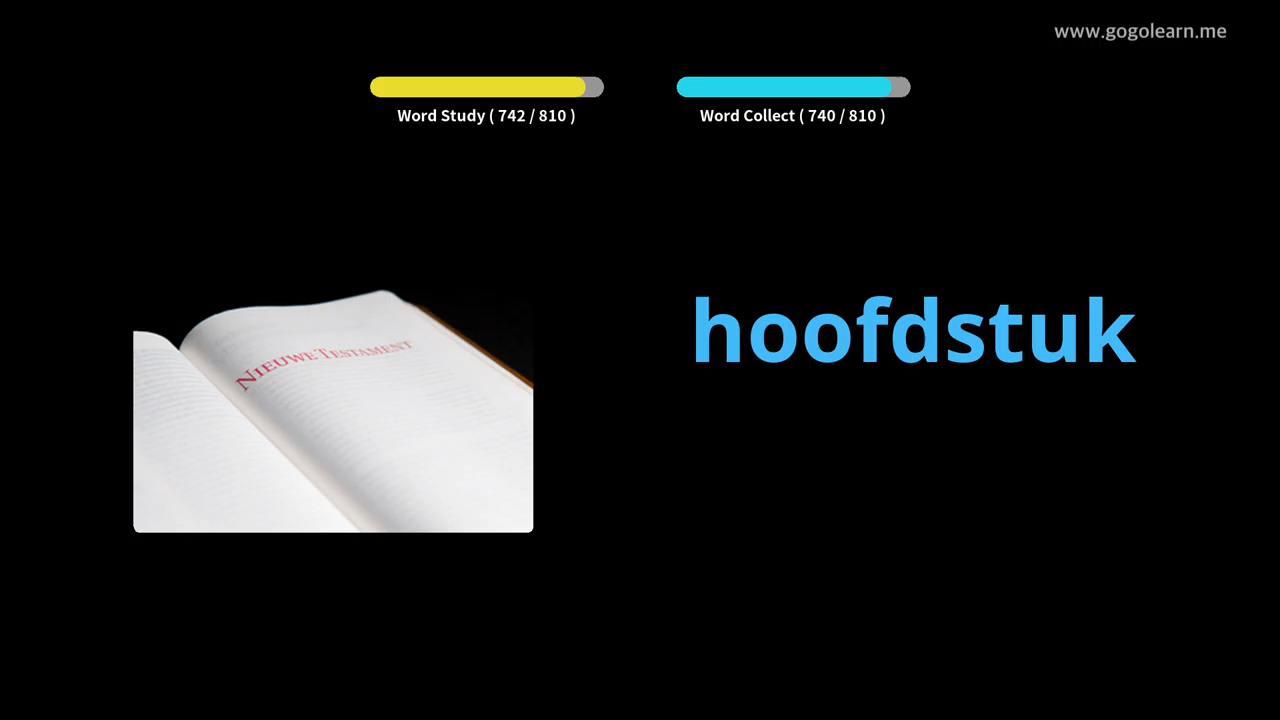 www.gogolearn.me
Word Study ( 742 / 810 )
Word Collect ( 740 / 810 )
NIEUWE TESTAMENT
hoofdstuk